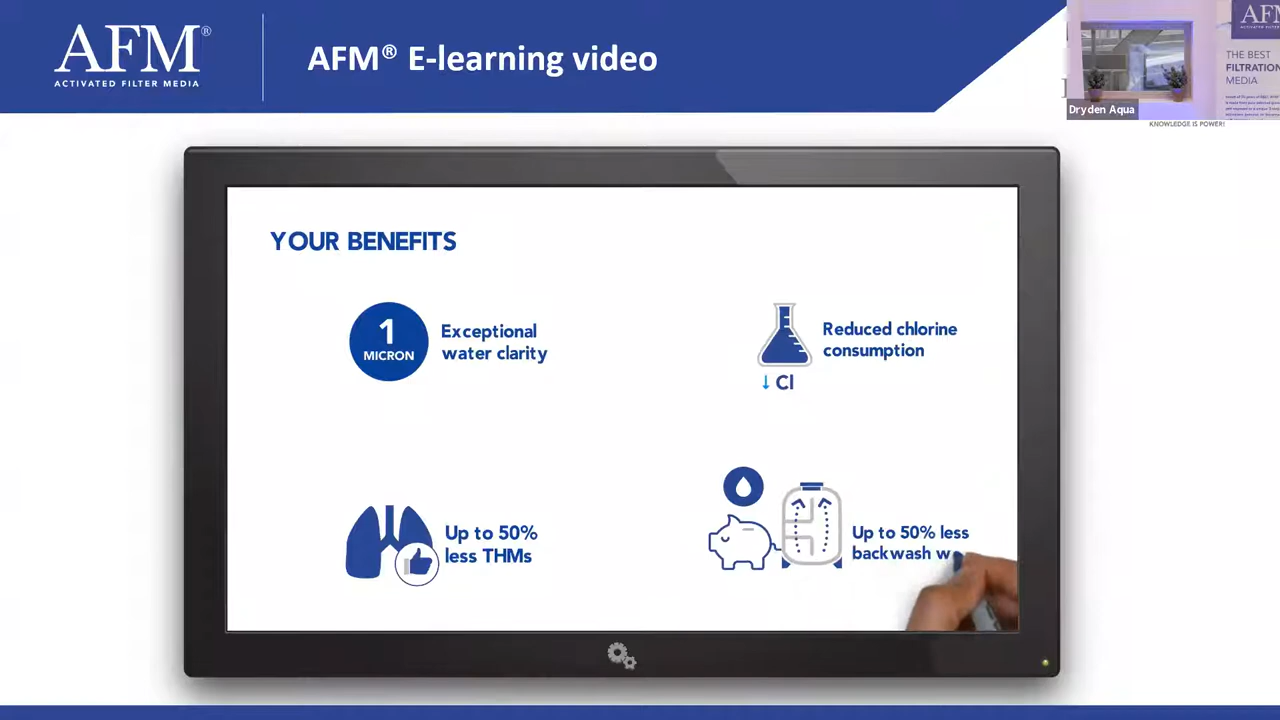 AFM®
ACTIVATED FILTER MEDIA
AFM® E-learning video
THE BEST
FILTRATION
MEDIA
Dryden Aqua
KNOWLEDGE IS POWER!
YOUR BENEFITS
1
MICRON
Exceptional
water clarity
Reduced chlorine
consumption
↓ Cl
Up to 50%
less THMs
Up to 50% less
backwash w